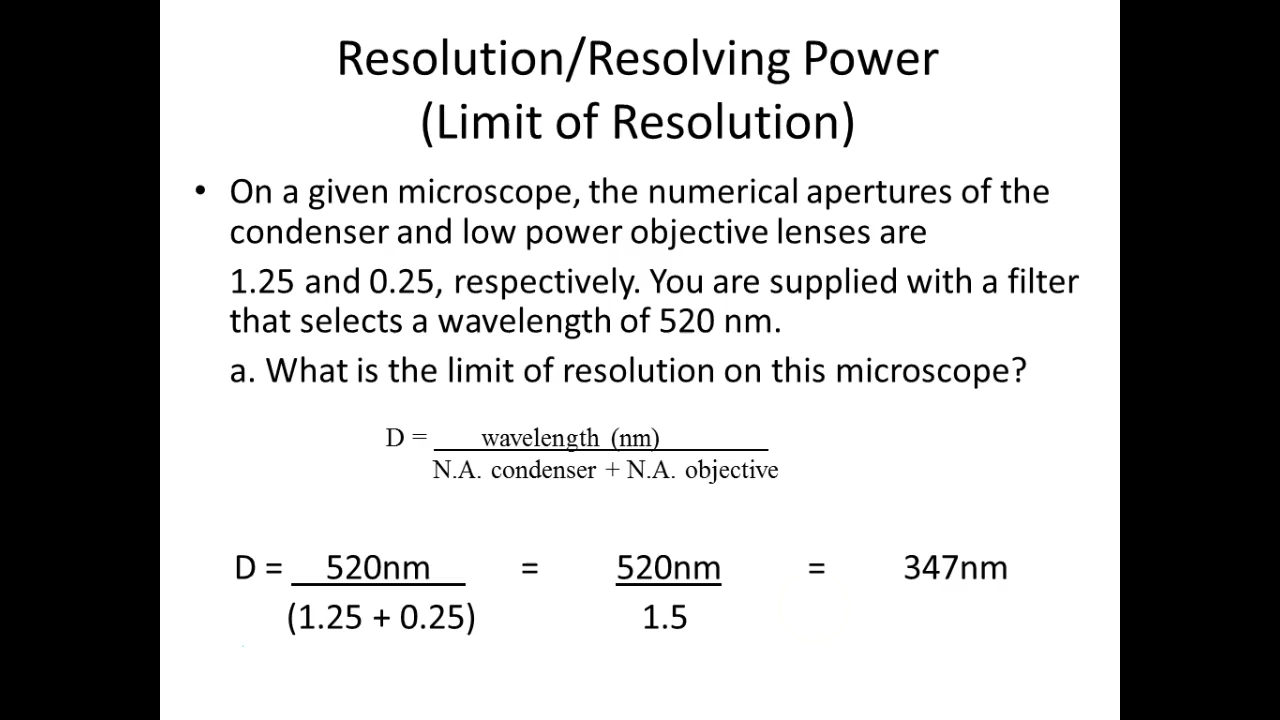 Resolution/Resolving Power
(Limit of Resolution)
• On a given microscope, the numerical apertures of the
condenser and low power objective lenses are
1.25 and 0.25, respectively. You are supplied with a filter
that selects a wavelength of 520 nm.
a. What is the limit of resolution on this microscope?
D = wavelength (nm)
N.A. condenser + N.A. objective
D = 520nm = 520nm = 347nm
(1.25 + 0.25) 1.5